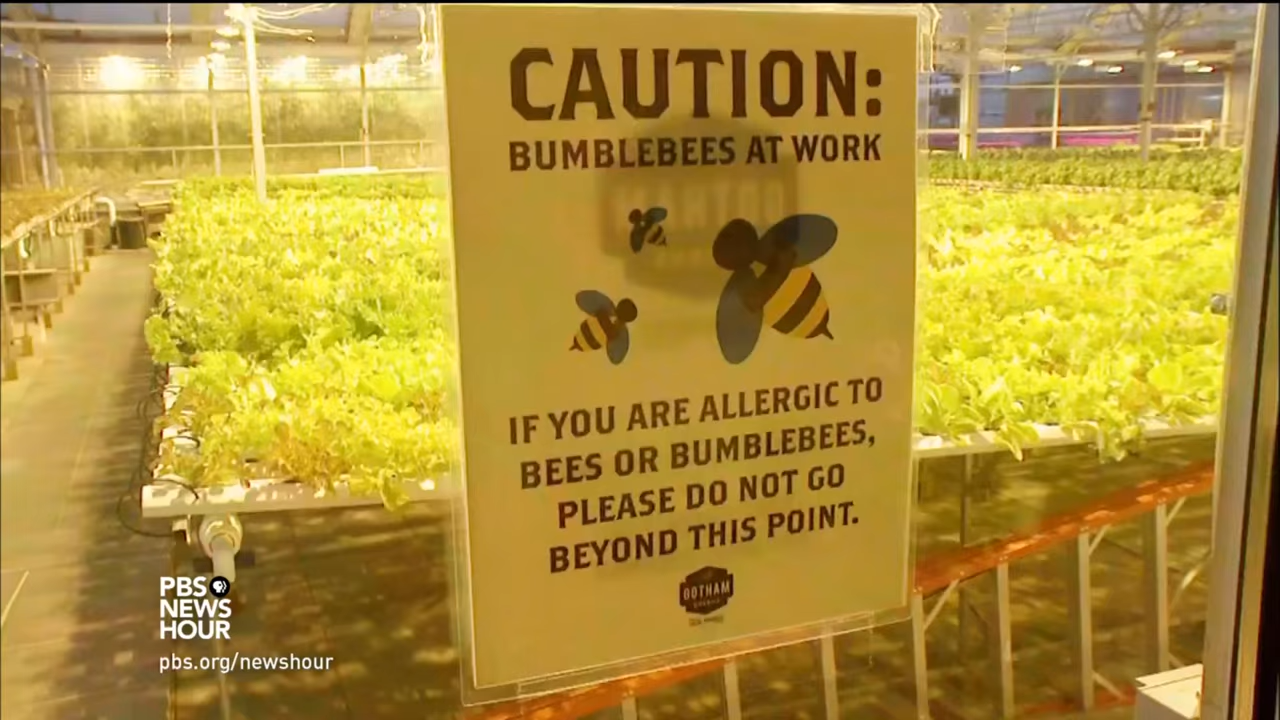 CAUTION:
BUMBLEBEES AT WORK
IF YOU ARE ALLERGIC TO
BEES OR BUMBLEBEES,
PLEASE DO NOT GO
BEYOND THIS POINT.
GOTHAM
PBS
NEWS
HOUR
pbs.org/newshour